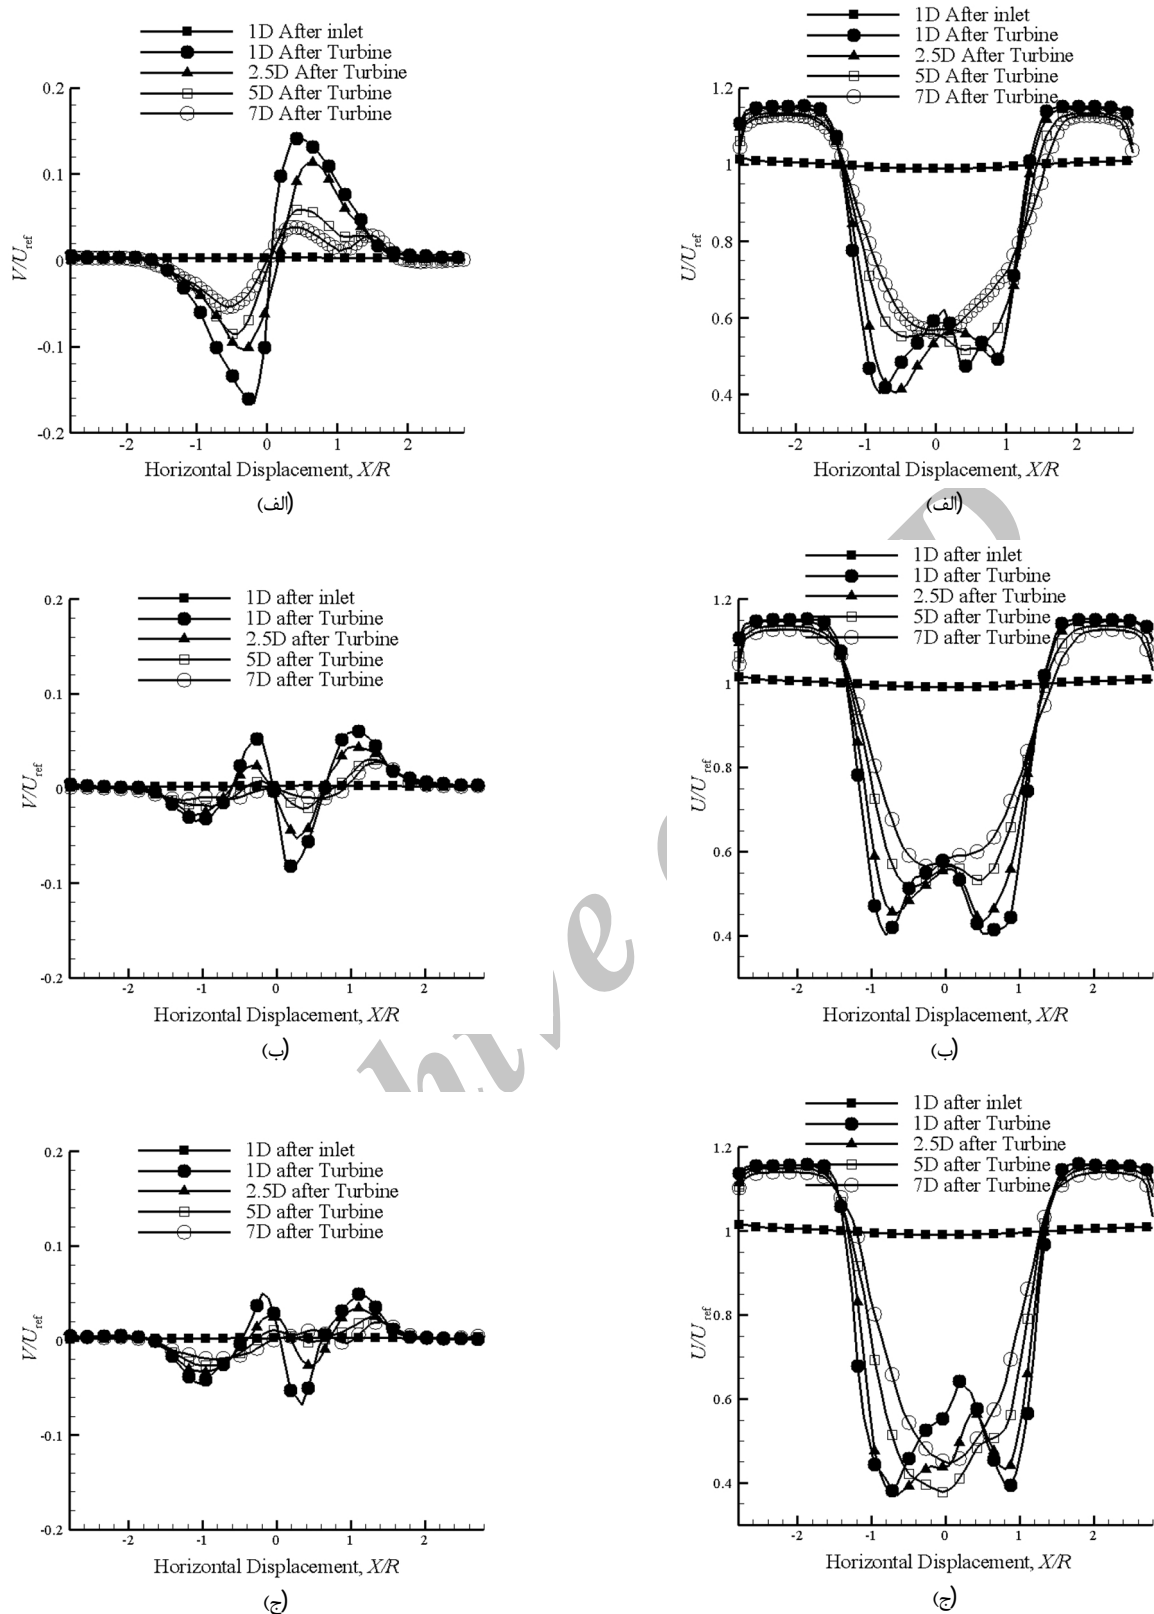 1D After inlet
1D After Turbine
2.5D After Turbine
5D After Turbine
7D After Turbine
0.2
0.1
0
-0.1
-0.2
V/Uref
-2 -1 0 1 2
Horizontal Displacement, X/R
(الف)
1D After inlet
1D After Turbine
2.5D After Turbine
5D After Turbine
7D After Turbine
1.2
1
0.8
0.6
0.4
U/Uref
-2 -1 0 1 2
Horizontal Displacement, X/R
(الف)
1D after inlet
1D after Turbine
2.5D after Turbine
5D after Turbine
7D after Turbine
0.2
0.1
0
-0.1
-0.2
V/Uref
-2 -1 0 1 2
Horizontal Displacement, X/R
(ب)
1D after inlet
1D after Turbine
2.5D after Turbine
5D after Turbine
7D after Turbine
1.2
1
0.8
0.6
0.4
U/Uref
-2 -1 0 1 2
Horizontal Displacement, X/R
(ب)
1D after inlet
1D after Turbine
2.5D after Turbine
5D after Turbine
7D after Turbine
0.2
0.1
0
-0.1
-0.2
V/Uref
-2 -1 0 1 2
Horizontal Displacement, X/R
(ج)
1D after inlet
1D after Turbine
2.5D after Turbine
5D after Turbine
7D after Turbine
1.2
1
0.8
0.6
0.4
U/Uref
-2 -1 0 1 2
Horizontal Displacement, X/R
(ج)